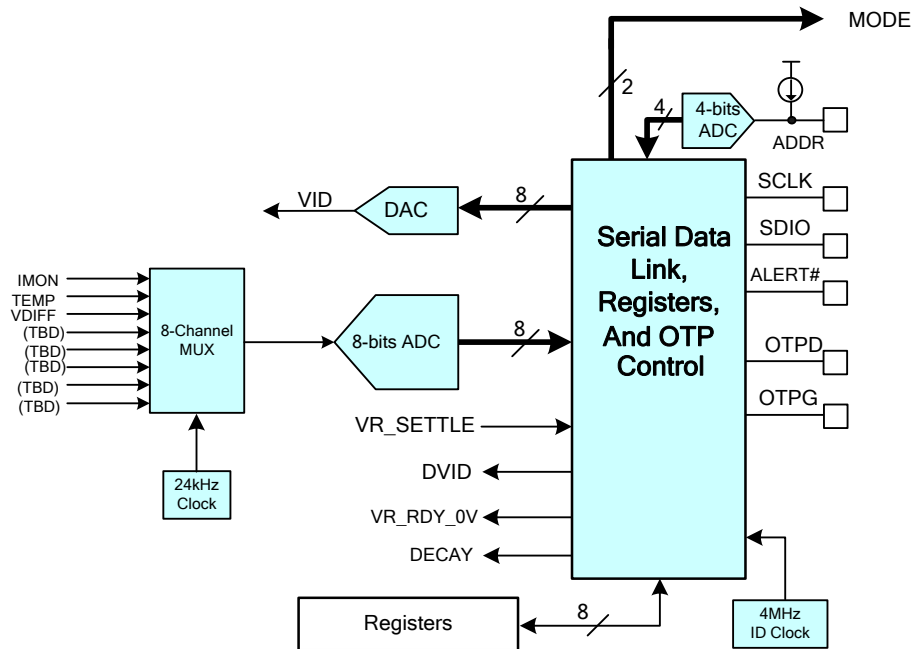 MODE
2
4
4-bits
ADC
ADDR
SCLK
VID
DAC
8
Serial Data
Link,
Registers,
And OTP
Control
SDIO
ALERT#
IMON
TEMP
VDIFF
(TBD)
(TBD)
(TBD)
(TBD)
(TBD)
8-Channel
MUX
8-bits ADC
8
OTPD
OTPG
VR_SETTLE
DVID
VR_RDY_0V
DECAY
24kHz
Clock
4MHz
ID Clock
Registers
8